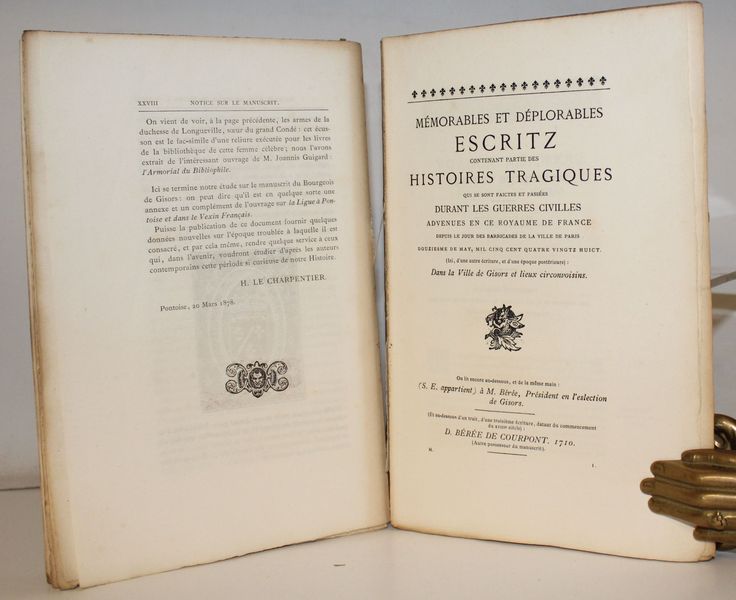 XXVIII NOTICE SUR LE MANUSCRIT.
On vient de voir, à la page précédente, les armes de la
duchesse de Longueville, sœur du grand Condé : cet écus-
son est le fac-simile d'une reliure exécutée pour les livres
de la bibliothèque de cette femme célèbre ; nous l'avons
extrait de l'intéressant ouvrage de M. Joannis Guigard :
l'Armorial du Bibliophile.
Ici se termine notre étude sur le manuscrit du Bourgeois
de Gisors : on peut dire qu'il est en quelque sorte une
annexe et un complément de l'ouvrage sur la Ligue à Pon-
toise et dans le Vexin Français.
Puisse la publication de ce document fournir quelques
données nouvelles sur l'époque troublée à laquelle il est
consacré, et par cela même, rendre quelque service à ceux
qui, dans l'avenir, voudront étudier d'après les auteurs
contemporains cette période si curieuse de notre Histoire.
H. LE CHARPENTIER.
Pontoise, 20 Mars 1878.
MÉMORABLES ET DÉPLORABLES
ESCRITZ
CONTENANT PARTIE DES
HISTOIRES TRAGIQUES
QUI SE SONT FAICTES ET PASSÉES
DURANT LES GUERRES CIVILLES
ADVENUES EN CE ROYAUME DE FRANCE
DEPUIS LE JOUR DES BARRICADES DE LA VILLE DE PARIS
DOUZIESME DE MAY, MIL CINQ CENT QUATRE VINGTZ HUICT.
(Ici, d'une autre écriture, et d'une époque postérieure) :
Dans la Ville de Gisors et lieux circonvoisins.
On lit encore au-dessous, et de la même main :
(S. E. appartient) à M. Bérée, Président en l'eslection
de Gisors.
(Et au-dessous d'un trait, d'une troisième écriture, datant du commencement
du XVIIIe siècle) :
D. BÉRÉE DE COURPONT. 1710.
(Autre possesseur du manuscrit).
H. 1.